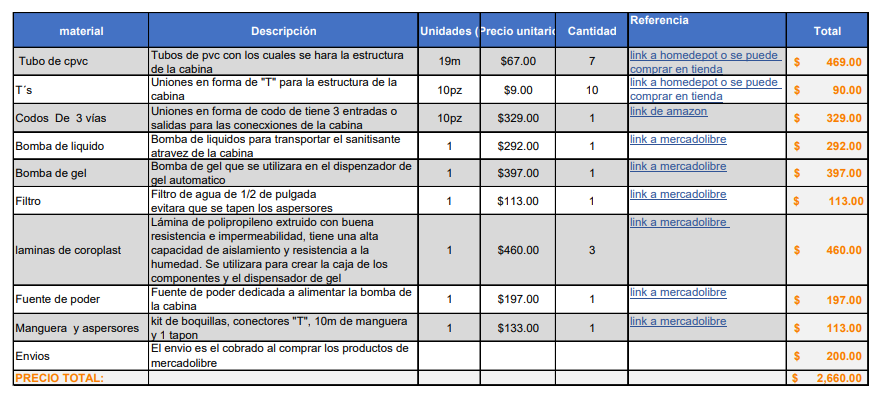 material Descripción Unidades ( Precio unitario Cantidad Referencia Total
Tubo de cpvc Tubos de pvc con los cuales se hara la estructura de la cabina 19m $67.00 7 link a homedepot o se puede comprar en tienda $ 469.00
T´s Uniones en forma de "T" para la estructura de la cabina 10pz $9.00 10 link a homedepot o se puede comprar en tienda $ 90.00
Codos De 3 vías Uniones en forma de codo de tiene 3 entradas o salidas para las conecxiones de la cabina 10pz $329.00 1 link de amazon $ 329.00
Bomba de liquido Bomba de liquidos para transportar el sanitisante atravez de la cabina 1 $292.00 1 link a mercadolibre $ 292.00
Bomba de gel Bomba de gel que se utilizara en el dispenzador de gel automatico 1 $397.00 1 link a mercadolibre $ 397.00
Filtro Filtro de agua de 1/2 de pulgada evitara que se tapen los aspersores 1 $113.00 1 link a mercadolibre $ 113.00
laminas de coroplast Lámina de polipropileno extruido con buena resistencia e impermeabilidad, tiene una alta capacidad de aislamiento y resistencia a la humedad. Se utilizara para crear la caja de los componentes y el dispensador de gel 1 $460.00 3 link a mercadolibre $ 460.00
Fuente de poder Fuente de poder dedicada a alimentar la bomba de la cabina 1 $197.00 1 link a mercadolibre $ 197.00
Manguera y aspersores kit de boquillas, conectores "T", 10m de manguera y 1 tapon 1 $133.00 1 link a mercadolibre $ 113.00
Envios El envio es el cobrado al comprar los productos de mercadolibre $ 200.00
PRECIO TOTAL: $ 2,660.00